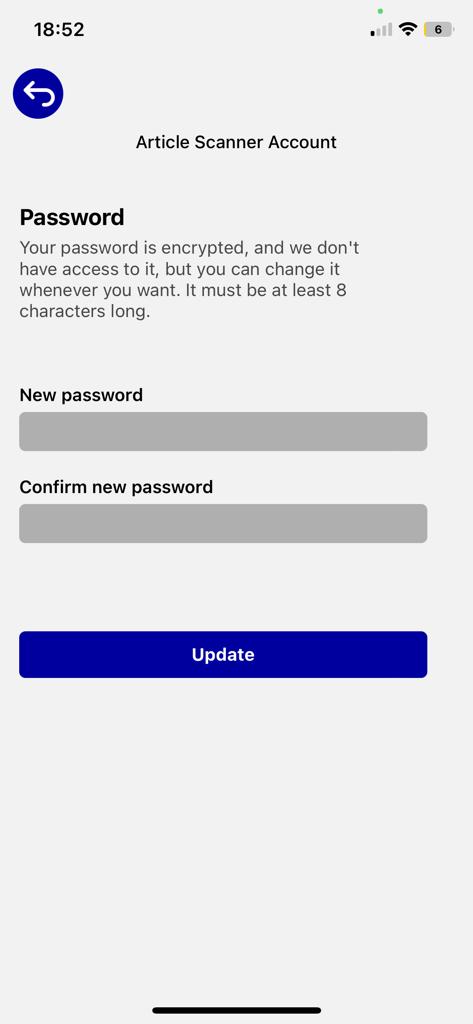 18:52
6
Article Scanner Account
Password
Your password is encrypted, and we don't
have access to it, but you can change it
whenever you want. It must be at least 8
characters long.
New password
Confirm new password
Update